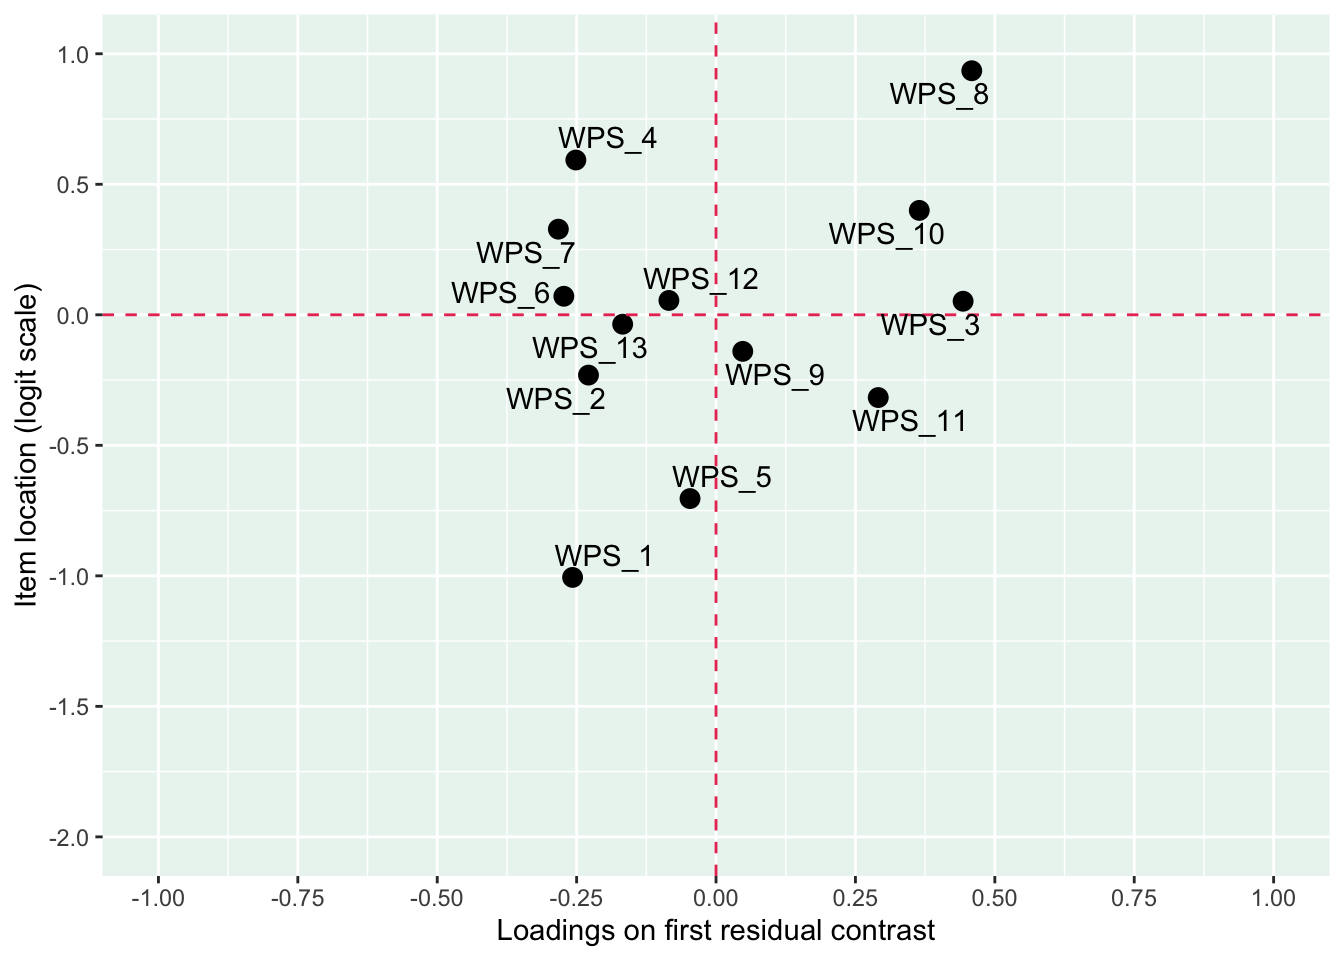 1.0
0.5
0.0
-0.5
-1.0
-1.5
-2.0
Item location (logit scale)
WPS_8
WPS_4
WPS_10
WPS_7
WPS_12
WPS_6
WPS_3
WPS_13
WPS_9
WPS_2
WPS_11
WPS_5
WPS_1
-1.00 -0.75 -0.50 -0.25 0.00 0.25 0.50 0.75 1.00
Loadings on first residual contrast